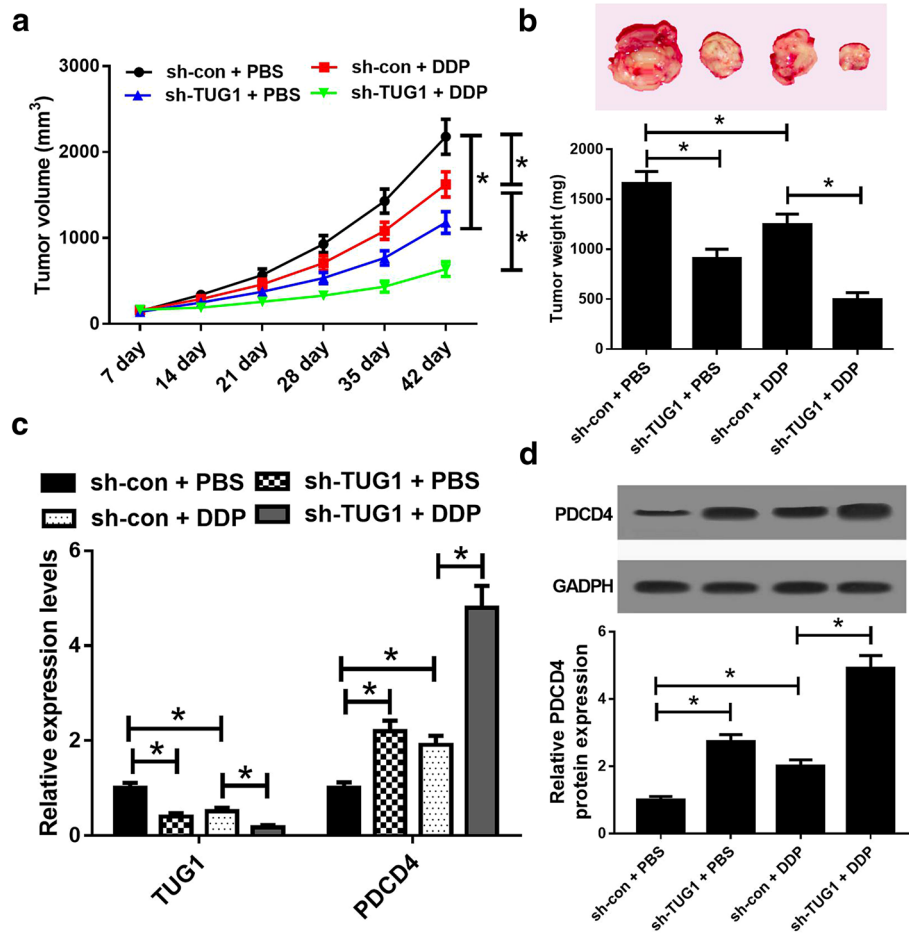 a
sh-con + PBS
sh-con + DDP
sh-TUG1 + PBS
sh-TUG1 + DDP
Tumor volume (mm3)
3000
2000
1000
0
7 day
14 day
21 day
28 day
35 day
42 day
*
*
*
b
*
*
*
Tumor weight (mg)
2000
1500
1000
500
0
sh-con + PBS
sh-TUG1 + PBS
sh-con + DDP
sh-TUG1 + DDP
c
sh-con + PBS
sh-TUG1 + PBS
sh-con + DDP
sh-TUG1 + DDP
Relative expression levels
6
4
2
0
*
*
*
*
*
*
TUG1
PDCD4
d
PDCD4
GADPH
Relative PDCD4
protein expression
6
4
2
0
*
*
*
sh-con + PBS
sh-TUG1 + PBS
sh-con + DDP
sh-TUG1 + DDP